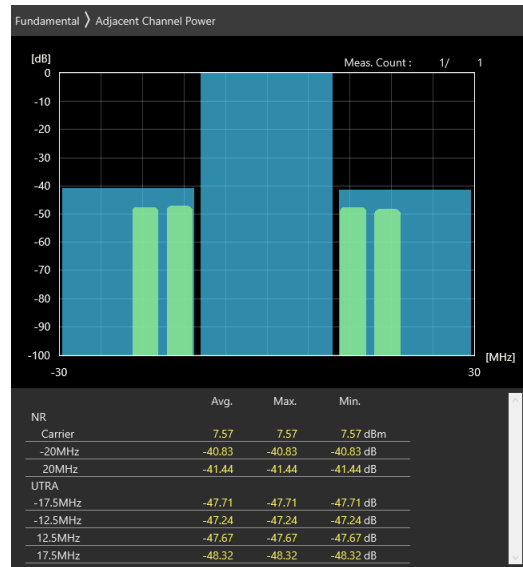 Fundamental 〉 Adjacent Channel Power
[dB]
Meas. Count : 1/ 1
0
-10
-20
-30
-40
-50
-60
-70
-80
-90
-100
[MHz]
-30 30
Avg. Max. Min.
NR
Carrier 7.57 7.57 7.57 dBm
-20MHz -40.83 -40.83 -40.83 dB
20MHz -41.44 -41.44 -41.44 dB
UTRA
-17.5MHz -47.71 -47.71 -47.71 dB
-12.5MHz -47.24 -47.24 -47.24 dB
12.5MHz -47.67 -47.67 -47.67 dB
17.5MHz -48.32 -48.32 -48.32 dB